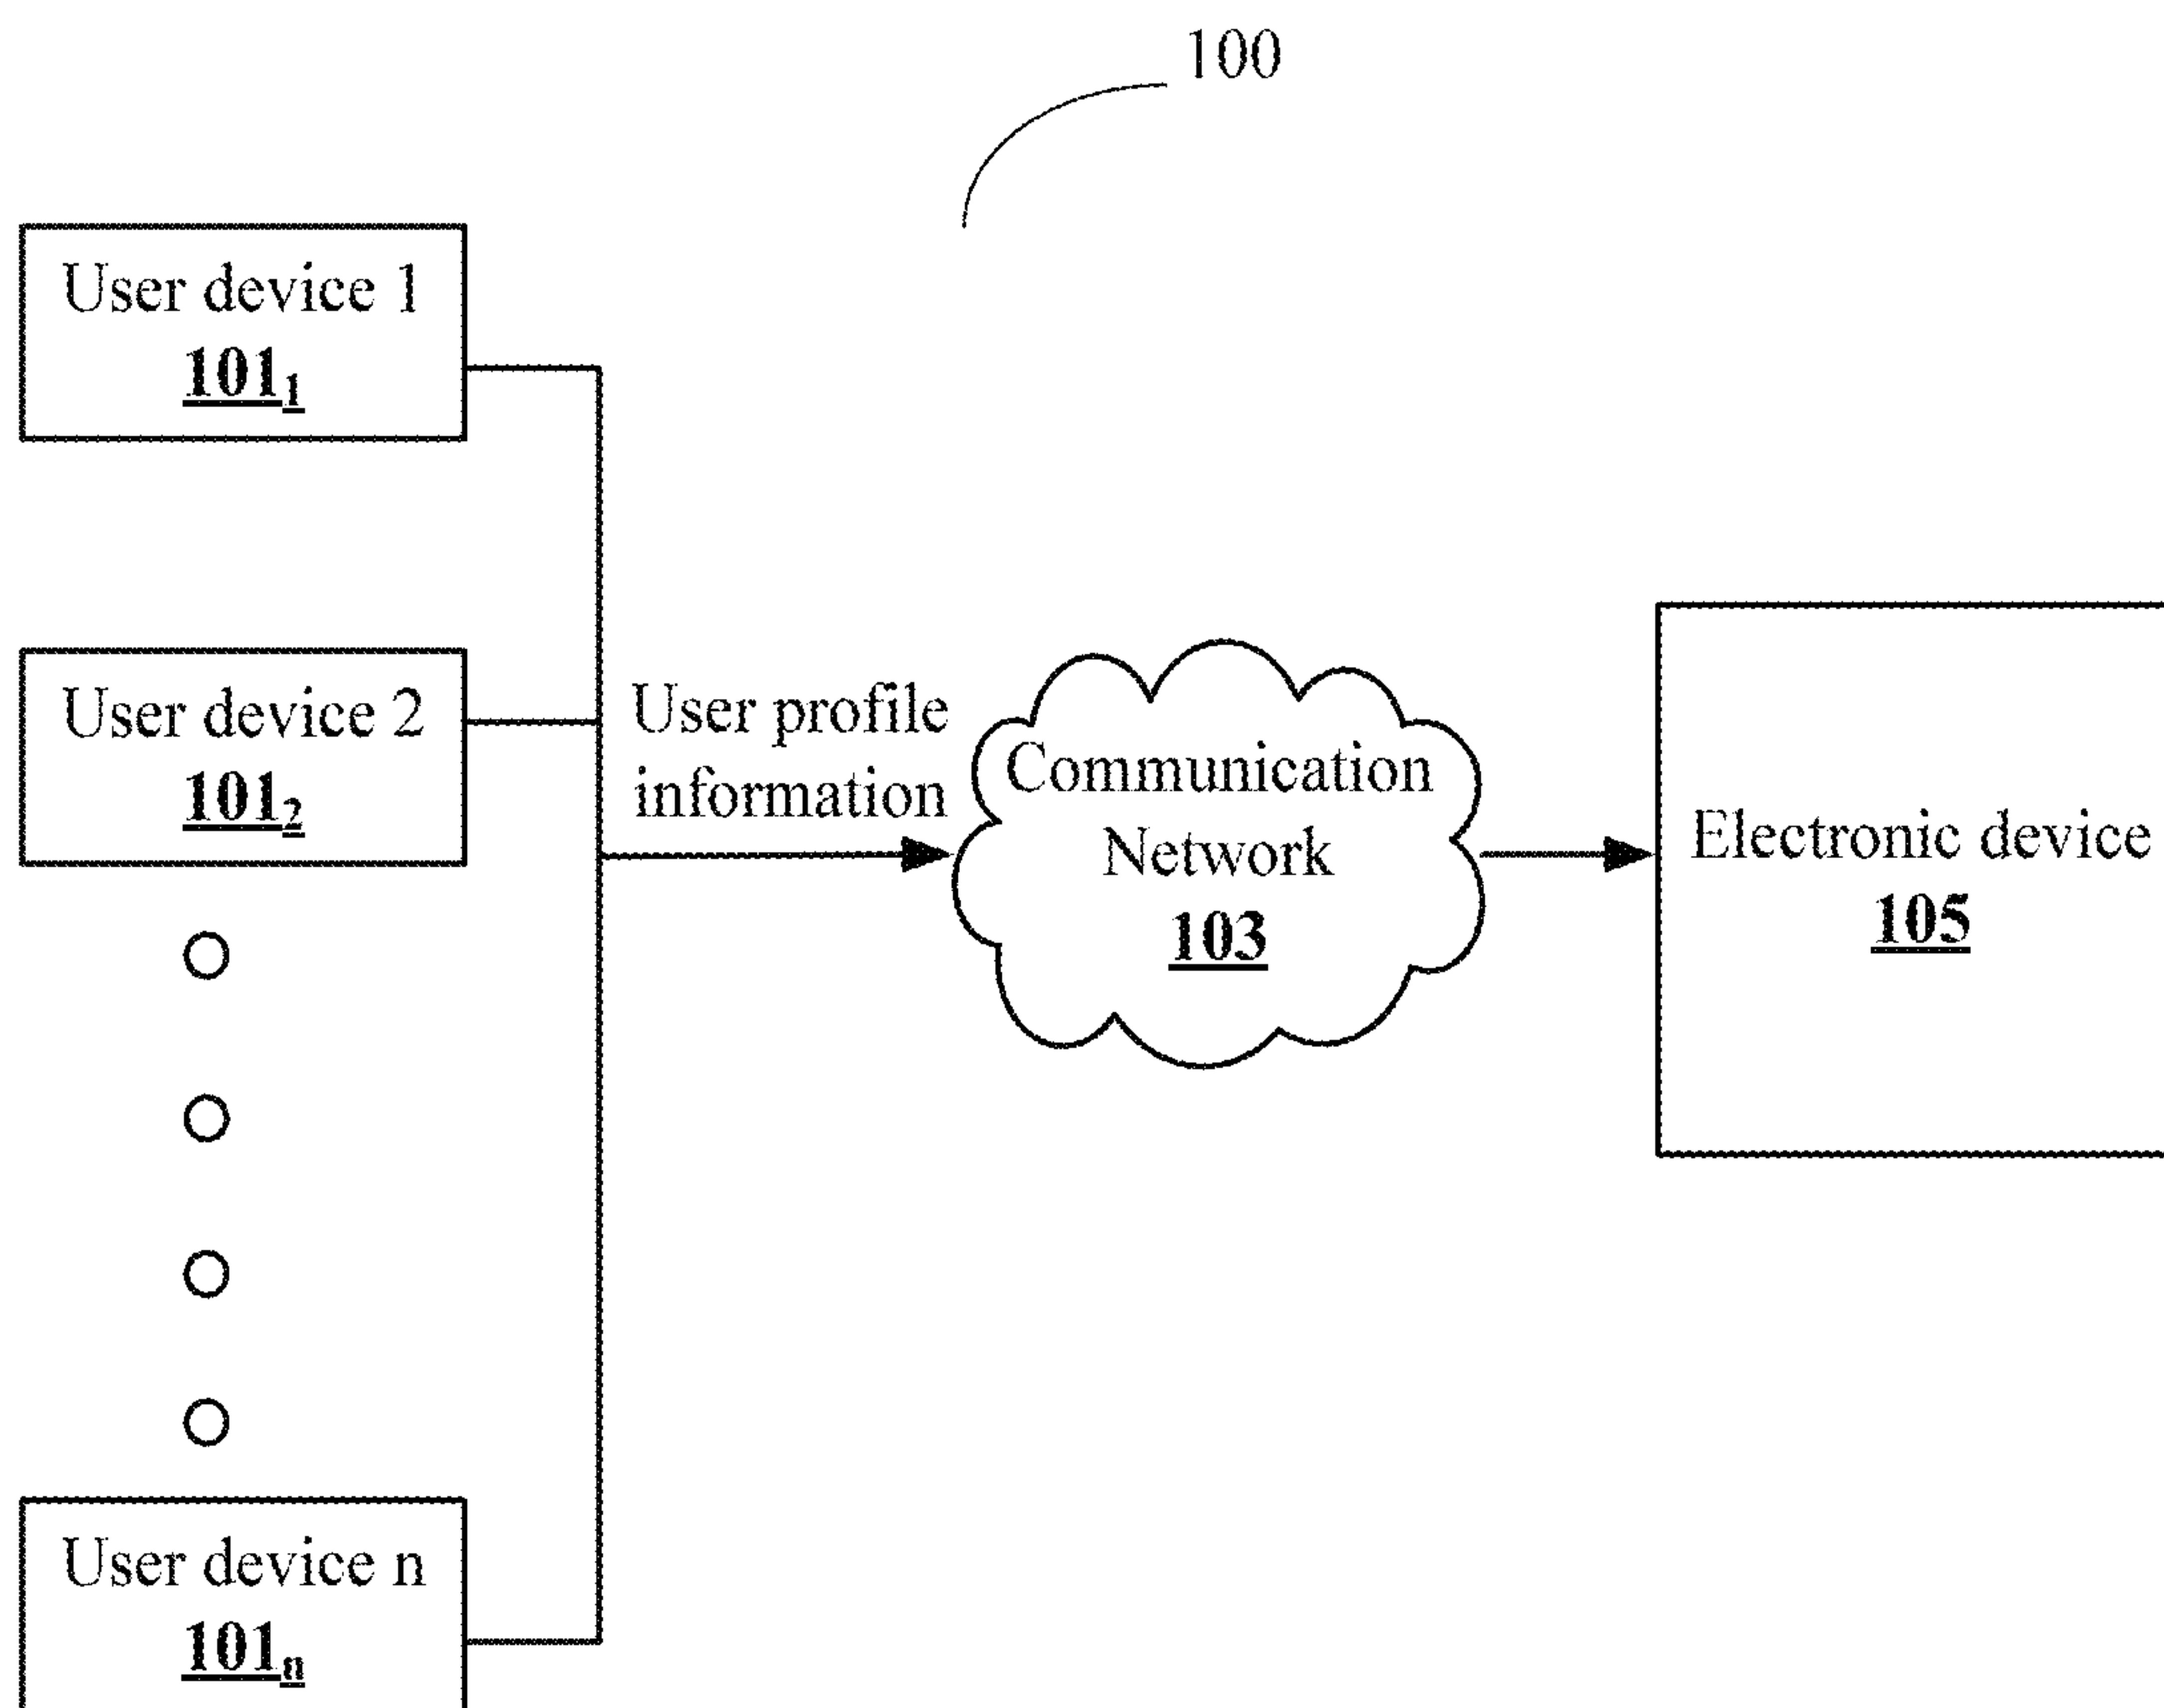 100
User device 1
101₁
User device 2
101₂
User profile
information
Communication
Network
103
Electronic device
105
User device n
101ₙ